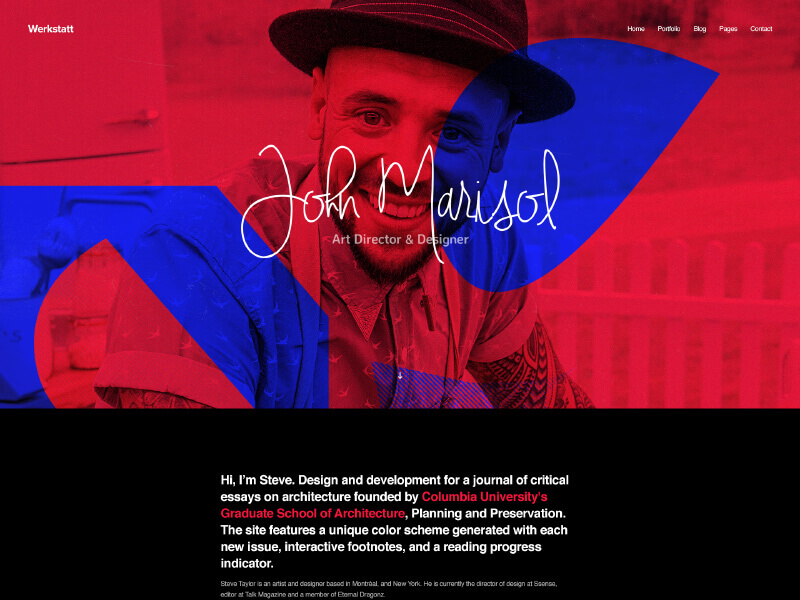 Werkstatt
Home Portfolio Blog Pages Contact
John Marisol
Art Director & Designer
Hi, I'm Steve. Design and development for a journal of critical
essays on architecture founded by Columbia University's
Graduate School of Architecture, Planning and Preservation.
The site features a unique color scheme generated with each
new issue, interactive footnotes, and a reading progress
indicator.
Steve Taylor is an artist and designer based in Montréal, and New York. He is currently the director of design at Ssense,
editor at Talk Magazine and a member of Eternal Dragonz.